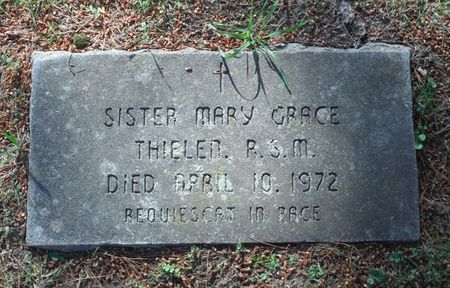 SISTER MARY GRACE
THIELEN, R.S.M.
DIED APRIL 10, 1972
REQUIESCAT IN PACE